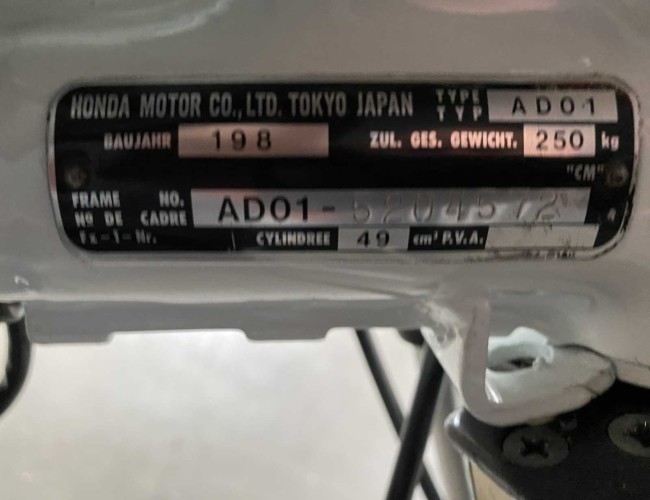 HONDA MOTOR CO., LTD. TOKYO JAPAN TYPE TYP AD01
BAUJAHR 198 ZUL. GES. GEWICHT. 250 kg
"CM"
FRAME NO.
Nº DE CADRE AD01-5204572
CYLINDREE 49 cm³ P.V.A.